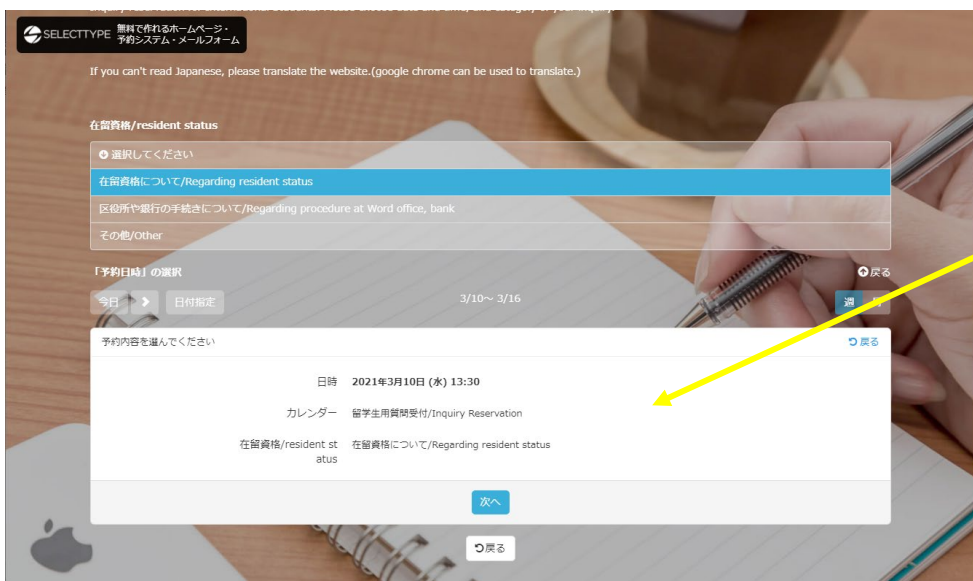 SELECTTYPE 無料で作れるホームページ・
予約システム・メールフォーム
If you can't read Japanese, please translate the website.(google chrome can be used to translate.)
在留資格/resident status
選択してください
在留資格について/Regarding resident status
区役所や銀行の手続きについて/Regarding procedure at Word office, bank
その他/Other
「予約日時」の選択 戻る
今日 日付指定 3/10～ 3/16 週
予約内容を選んでください 戻る
日時 2021年3月10日 (水) 13:30
カレンダー 留学生用質問受付/Inquiry Reservation
在留資格/resident st 在留資格について/Regarding resident status
atus
次へ
戻る